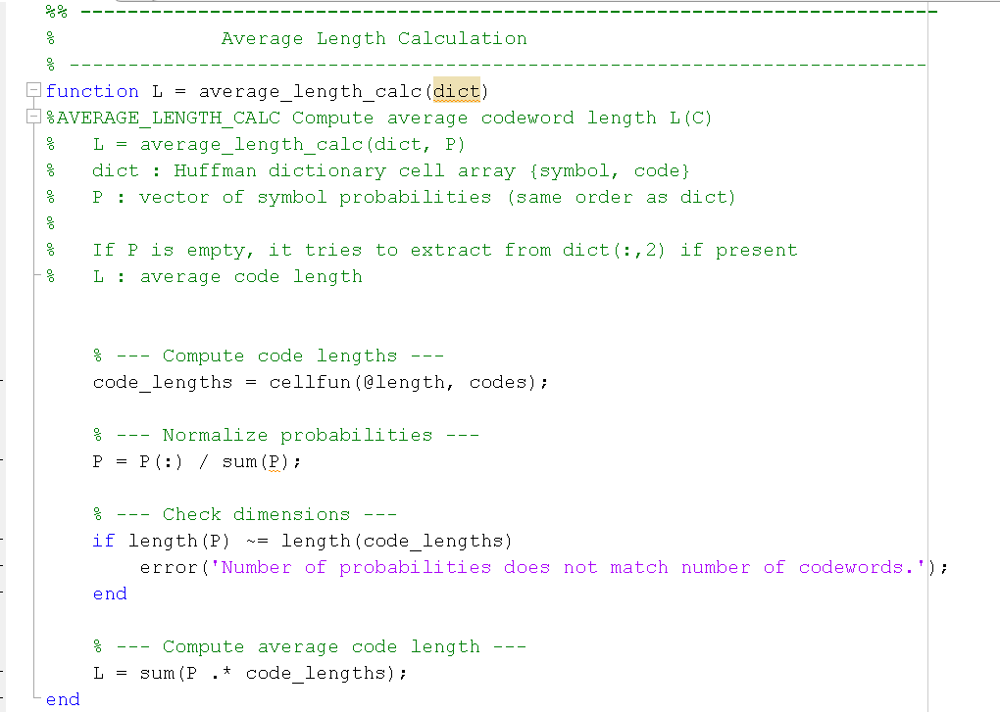 %% -------------------------------------------------------------------------
%              Average Length Calculation
% -------------------------------------------------------------------------
function L = average_length_calc(dict)
%AVERAGE_LENGTH_CALC Compute average codeword length L(C)
%   L = average_length_calc(dict, P)
%   dict : Huffman dictionary cell array {symbol, code}
%   P : vector of symbol probabilities (same order as dict)
%
%   If P is empty, it tries to extract from dict(:,2) if present
%   L : average code length
    % --- Compute code lengths ---
    code_lengths = cellfun(@length, codes);
    % --- Normalize probabilities ---
    P = P(:) / sum(P);
    % --- Check dimensions ---
    if length(P) ~= length(code_lengths)
        error('Number of probabilities does not match number of codewords.');
    end
    % --- Compute average code length ---
    L = sum(P .* code_lengths);
end